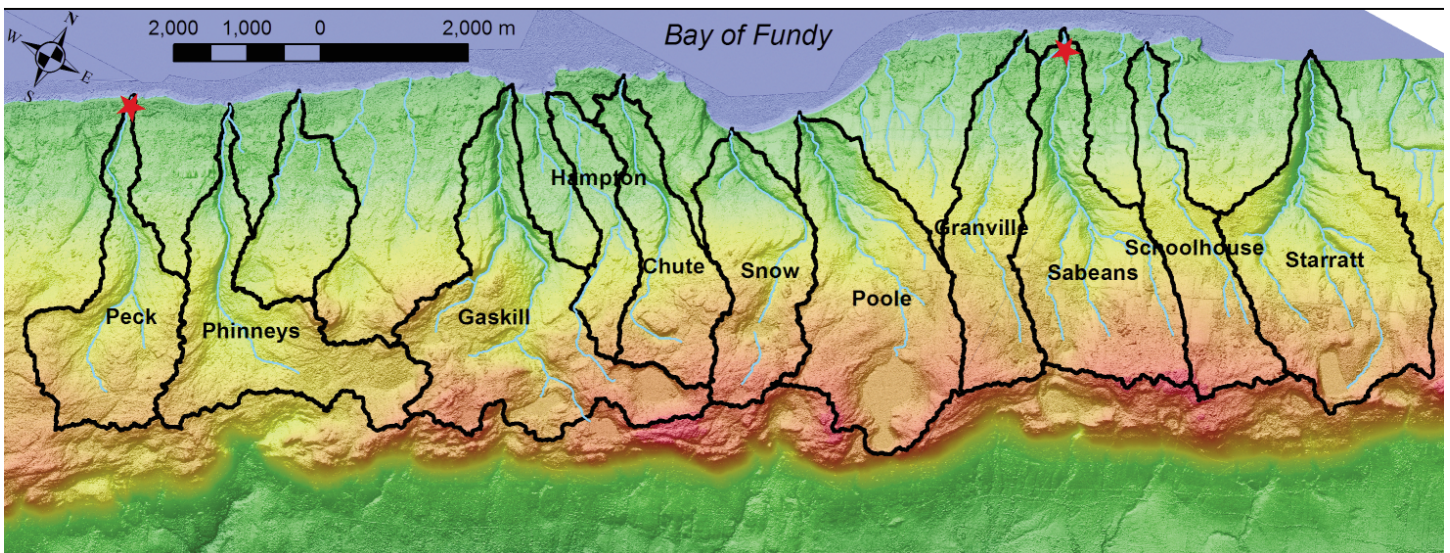 N
W
E
S
2,000 1,000 0 2,000 m
Bay of Fundy
Hampton
Granville
Schoolhouse
Chute
Snow
Sabeans
Starratt
Peck
Phinneys
Gaskill
Poole